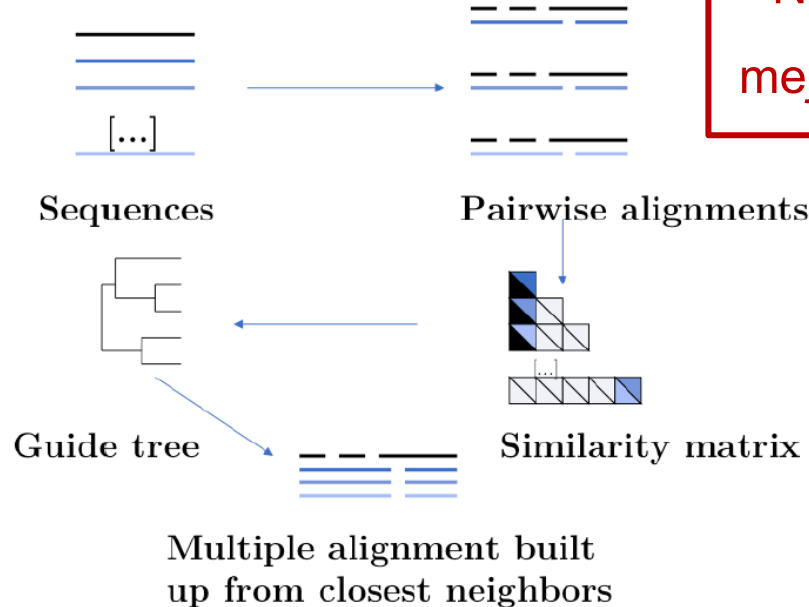 [...]
Sequences
Pairwise alignments
[...]
Guide tree
Similarity matrix
Multiple alignment built
up from closest neighbors